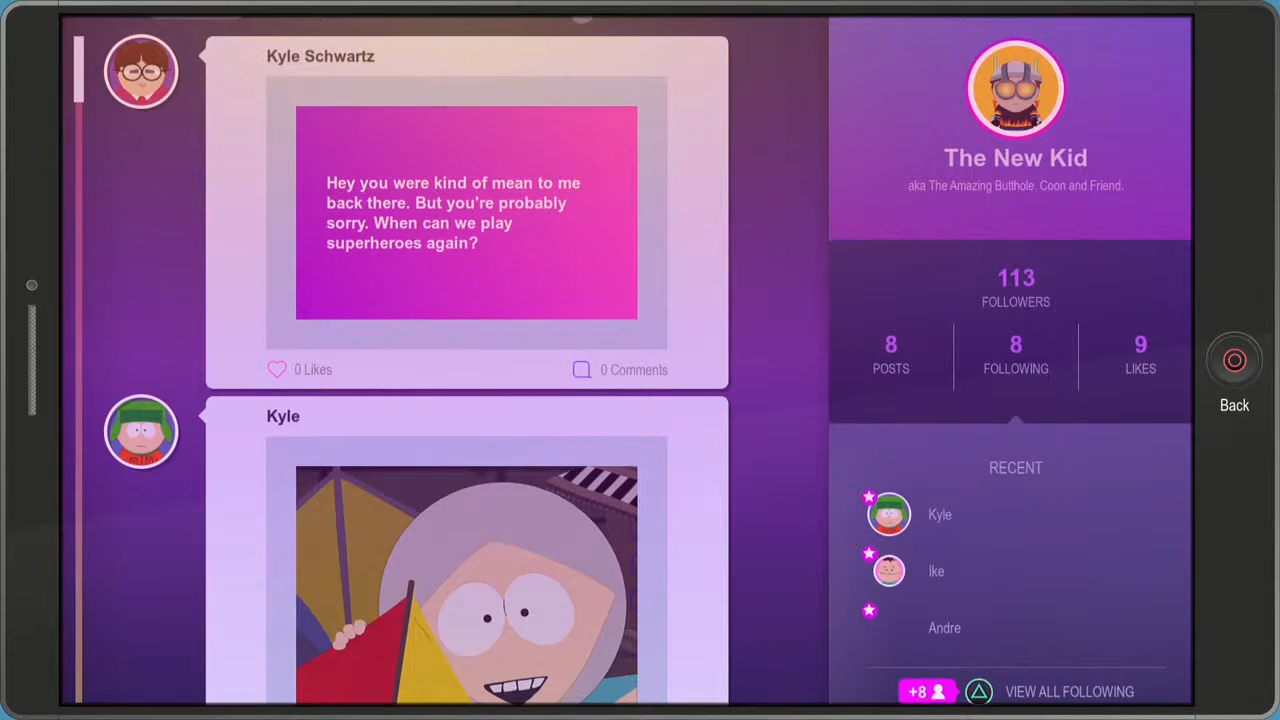 Kyle Schwartz
Hey you were kind of mean to me
back there. But you're probably
sorry. When can we play
superheroes again?
0 Likes
0 Comments
Kyle
The New Kid
aka The Amazing Butthole. Coon and Friend.
113
FOLLOWERS
8
POSTS
8
FOLLOWING
9
LIKES
RECENT
Kyle
Ike
Andre
+8
VIEW ALL FOLLOWING
Back